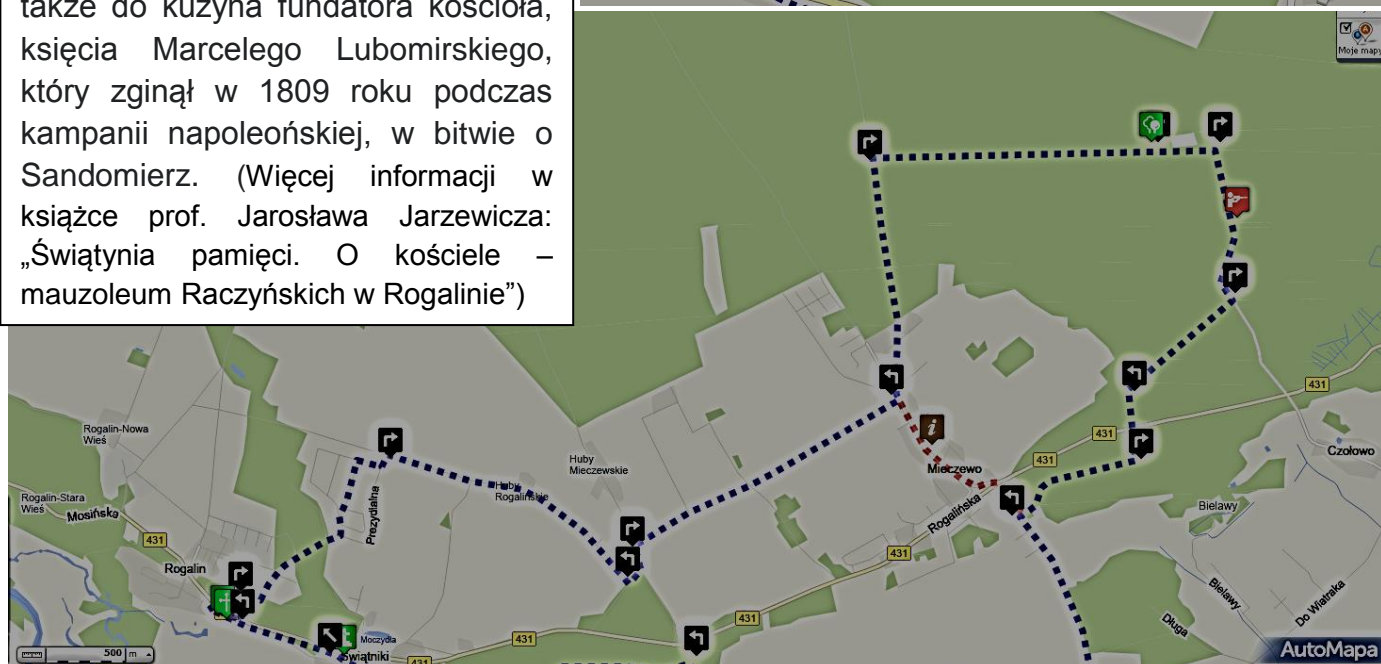 także do kuzyna fundatora kościoła,
księcia Marcelego Lubomirskiego,
który zginął w 1809 roku podczas
kampanii napoleońskiej, w bitwie o
Sandomierz. (Więcej informacji w
książce prof. Jarosława Jarzewicza:
„Świątynia pamięci. O kościele –
mauzoleum Raczyńskich w Rogalinie”)
Moje mapy
431
Rogalin-Nowa
Wieś
431
Huby
Mieczewskie
431
Czołowo
Mieczewo
Huby
Rogalińskie
Rogalin-Stara
Wieś
Mosińska
Prezydialna
Rogalińska
Bielawy
431
431
Rogalin
Bielawy
Do Wiatraka
Długa
431
431
Moczydła
Świątniki
431
500 m
AutoMapa